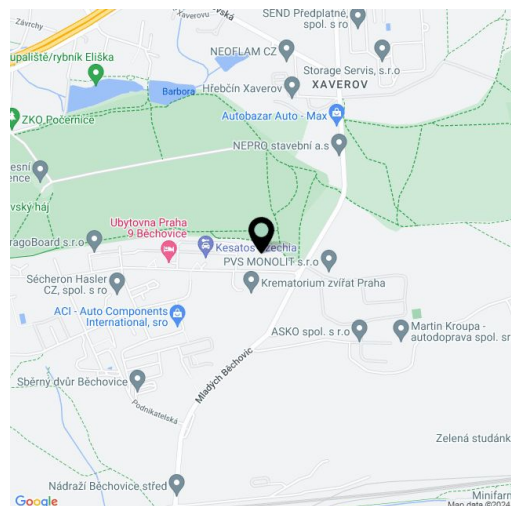 Závrchy
Xaverovu
vská
SEND Předplatné,
spol. s ro
NEOFLAM CZ
upaliště/rybník Eliška
Storage Servis, s.r.o
Barbora
Hřebčín Xaverov
XAVEROV
ZKO Počernice
Autobazar Auto - Max
NEPRO stavební a.s
esní
ence
vský háj
Ubytovna Praha
9 Běchovice
ragoBoard s.r.o
Kesatos Czechia
PVS MONOLIT s.r.o
Sécheron Hasler
CZ, spol. s ro
Krematorium zvířat Praha
ACI - Auto Components
International, sro
ASKO spol. s r.o
Martin Kroupa -
autodoprava spol. sr
Mladých Běchovic
Sběrný dvůr Běchovice
Podnikatelská
Zelená studánk
Nádraží Běchovice střed
Minifarm
Google
Map data ©2024